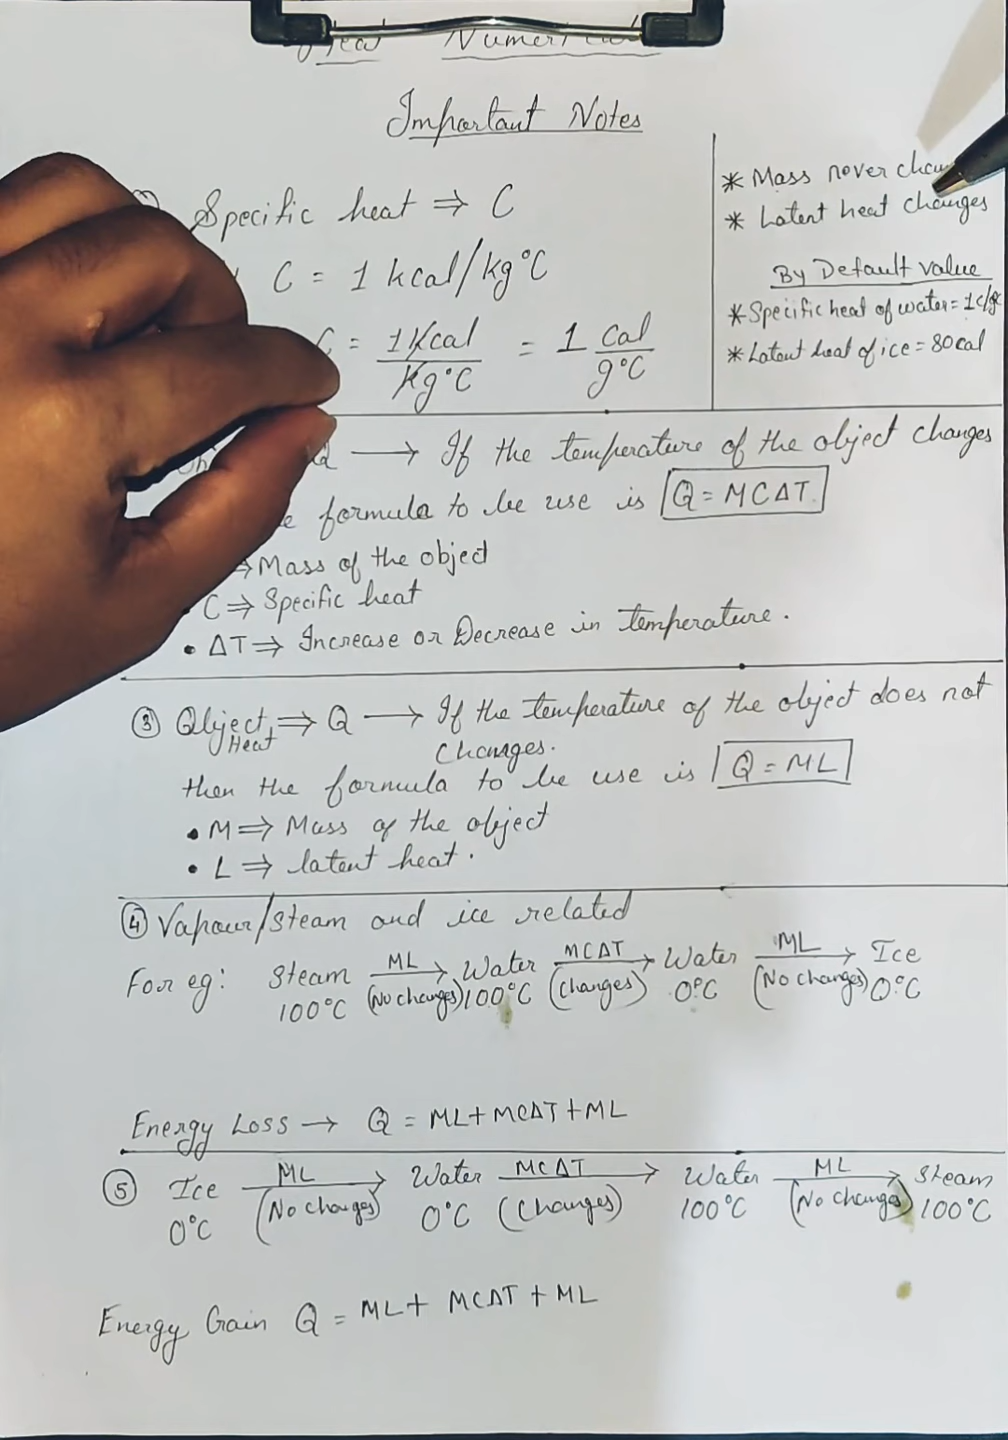 Heat Numerical
Important Notes
Specific heat ⇒ C
C = 1 kcal/kg°C
C = 1 Kcal / Kg°C = 1 Cal / g°C
* Mass never
* Latent heat changes
By Default value
* Specific heat of water = 1
* Latent heat of ice = 80cal
Q → If the temperature of the object changes
formula to be use is Q = MCΔT
⇒ Mass of the object
• C ⇒ Specific heat
• ΔT ⇒ Increase or Decrease in temperature.
③ Object Heat ⇒ Q → If the temperature of the object does not
Changes.
then the formula to be use is Q = ML
• M ⇒ Mass of the object
• L ⇒ latent heat.
④ Vapour/Steam and ice related
For eg: Steam ML→ Water MCΔT→ Water ML→ Ice
100°C (No changes) 100°C (Changes) 0°C (No changes) 0°C
Energy Loss → Q = ML + MCΔT + ML
⑤ Ice ML→ Water MCΔT→ Water ML→ Steam
0°C (No changes) 0°C (Changes) 100°C (No changes) 100°C
Energy Gain Q = ML + MCΔT + ML